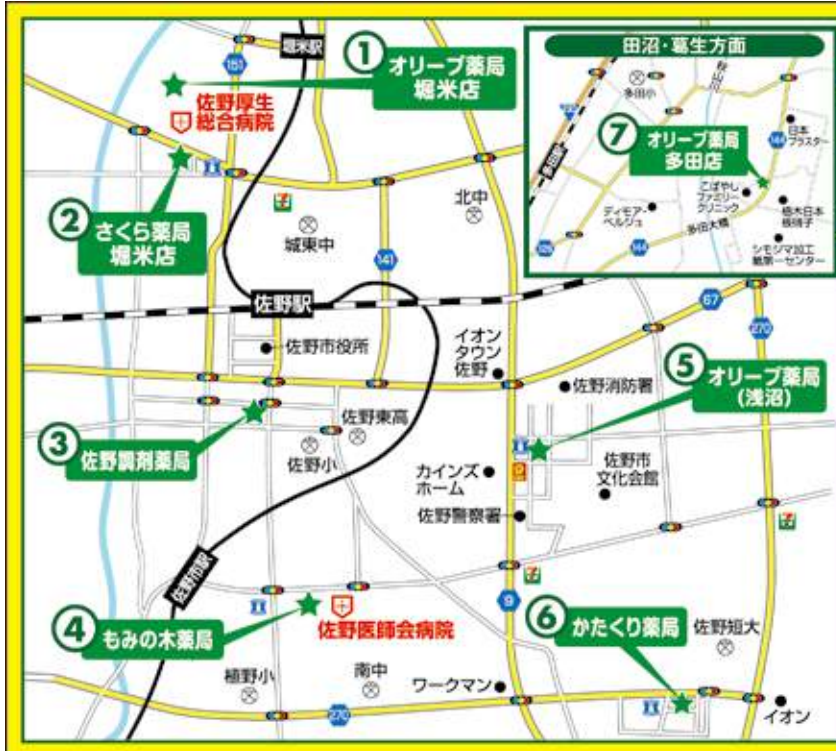 ①
オリーブ薬局
堀米店
堀米駅
151
佐野厚生
総合病院
②
さくら薬局
堀米店
城東中
北中
141
佐野駅
67
270
佐野市役所
イオン
タウン
佐野
佐野消防署
⑤
オリーブ薬局
(浅沼)
③
佐野調剤薬局
佐野東高
佐野小
カインズ
ホーム
佐野市
文化会館
佐野警察署
佐野市駅
9
④
もみの木薬局
佐野医師会病院
⑥
かたくり薬局
佐野短大
植野小
南中
ワークマン
イオン
270
田沼・葛生方面
秋山川
多田小
多田駅
⑦
オリーブ薬局
多田店
144
日本
プラスター
こばやし
ファミリー
クリニック
ディモアー
ベルジュ
多田大橋
144
シモジマ加工
紙第一センター